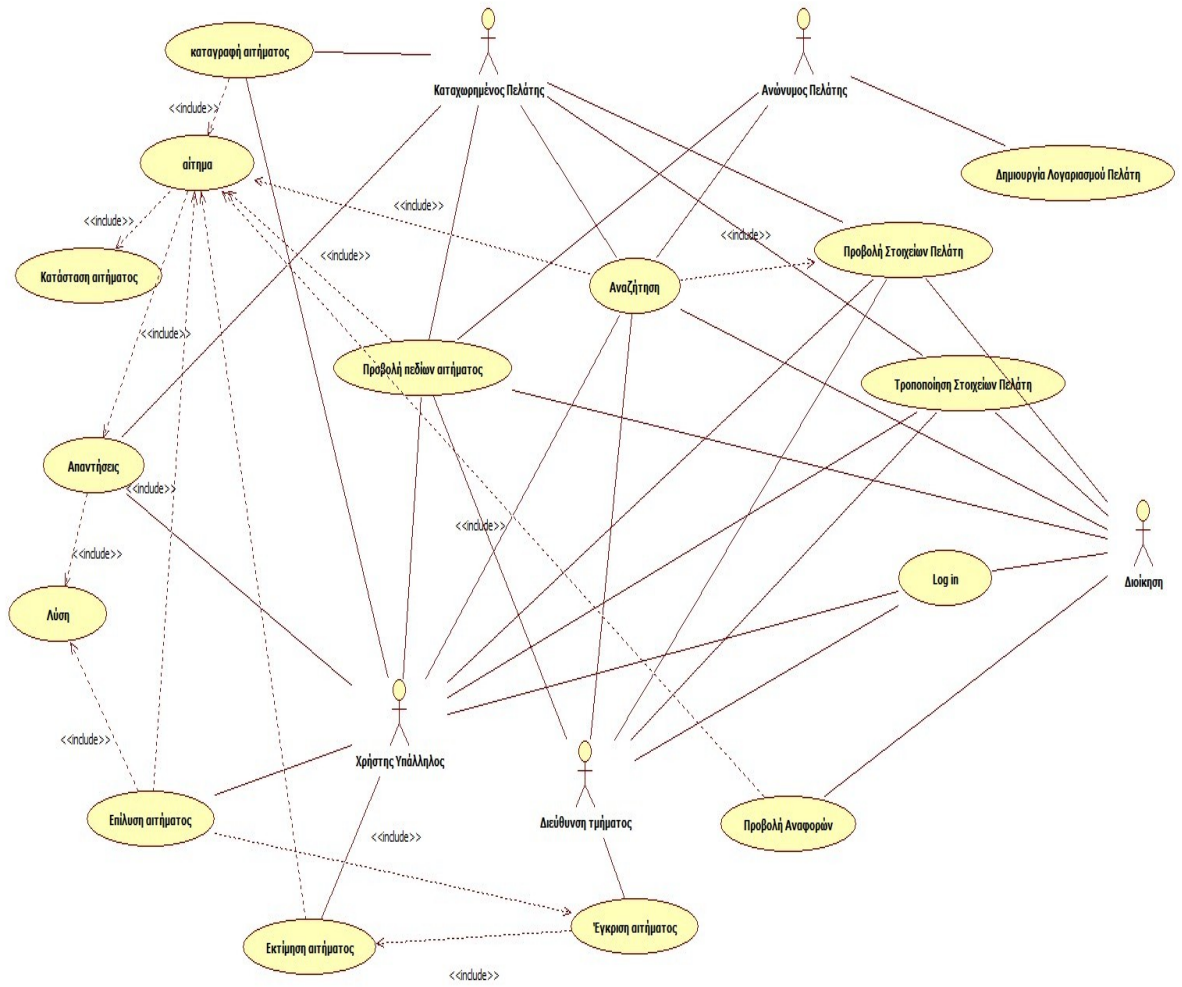 καταγραφή αιτήματος
Καταχωρημένος Πελάτης
Ανώνυμος Πελάτης
<<include>>
αίτημα
Δημιουργία Λογαριασμού Πελάτη
<<include>>
<<include>>
<<include>>
Προβολή Στοιχείων Πελάτη
<<include>>
Κατάσταση αιτήματος
Αναζήτηση
<<include>>
Προβολή πεδίων αιτήματος
Τροποποίηση Στοιχείων Πελάτη
Απαντήσεις
<<include>>
<<include>>
<<include>>
Log in
Διοίκηση
Λύση
<<include>>
Χρήστης Υπάλληλος
Επίλυση αιτήματος
Διεύθυνση τμήματος
Προβολή Αναφορών
<<include>>
Έγκριση αιτήματος
Εκτίμηση αιτήματος
<<include>>